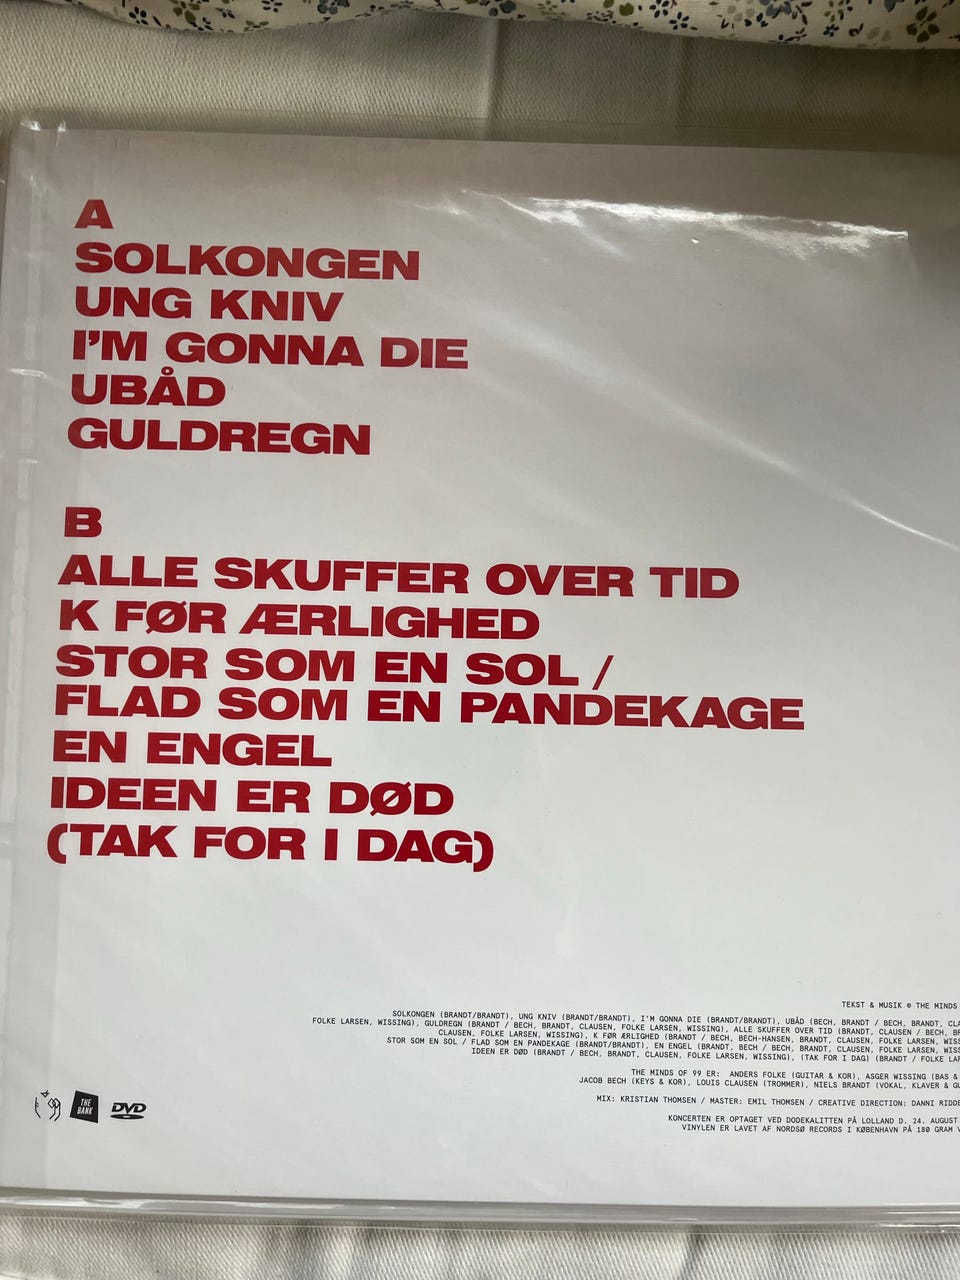 A
SOLKONGEN
UNG KNIV
I'M GONNA DIE
UBÅD
GULDREGN
B
ALLE SKUFFER OVER TID
K FØR ÆRLIGHED
STOR SOM EN SOL /
FLAD SOM EN PANDEKAGE
EN ENGEL
IDEEN ER DØD
(TAK FOR I DAG)
TEKST & MUSIK © THE MINDS
SOLKONGEN (BRANDT/BRANDT), UNG KNIV (BRANDT/BRANDT), I'M GONNA DIE (BRANDT/BRANDT), UBÅD (BECH, BRANDT / BECH, BRANDT,
FOLKE LARSEN, WISSING), GULDREGN (BRANDT / BECH, BRANDT, CLAUSEN, FOLKE LARSEN, WISSING), ALLE SKUFFER OVER TID (BRANDT, CLAUSEN / BECH,
CLAUSEN, FOLKE LARSEN, WISSING), K FØR ÆRLIGHED (BRANDT / BECH, BECH-HANSEN, BRANDT, CLAUSEN, FOLKE LARSEN,
STOR SOM EN SOL / FLAD SOM EN PANDEKAGE (BRANDT/BRANDT), EN ENGEL (BRANDT, BECH / BECH, BRANDT, CLAUSEN, FOLKE LARSEN,
IDEEN ER DØD (BRANDT / BECH, BRANDT, CLAUSEN, FOLKE LARSEN, WISSING), (TAK FOR I DAG) (BRANDT / FOLKE
THE MINDS OF 99 ER: ANDERS FOLKE (GUITAR & KOR), ASGER WISSING (BAS &
JACOB BECH (KEYS & KOR), LOUIS CLAUSEN (TROMMER), NIELS BRANDT (VOKAL, KLAVER &
MIX: KRISTIAN THOMSEN / MASTER: EMIL THOMSEN / CREATIVE DIRECTION: DANNI
KONCERTEN ER OPTAGET VED DODEKALITTEN PÅ LOLLAND D. 24. AUGUST
VINYLEN ER LAVET AF NORDSØ RECORDS I KØBENHAVN PÅ 180 GRAM
THE
BANK
DVD